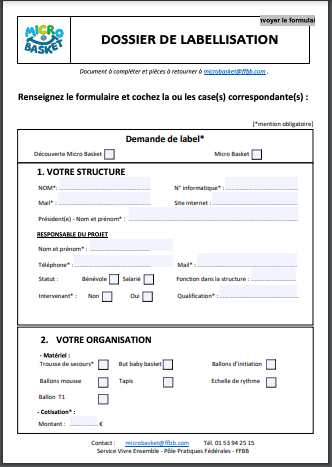 MICRO
BASKET
nvoyer le formulai
DOSSIER DE LABELLISATION
Document à compléter et pièces à retourner à microbasket@ffbb.com .
Renseignez le formulaire et cochez la ou les case(s) correspondante(s) :
[*mention obligatoire]
Demande de label*
Découverte Micro Basket Micro Basket
1. VOTRE STRUCTURE
NOM*: N° informatique* :
Mail* : Site internet :
Président(e) - Nom et prénom* :
RESPONSABLE DU PROJET
Nom et prénom* :
Téléphone* : Mail* :
Statut : Bénévole Salarié Fonction dans la structure :
Intervenant* : Non Oui Qualification* :
2. VOTRE ORGANISATION
- Matériel :
Trousse de secours* But baby basket Ballons d'initiation
Ballons mousse Tapis Echelle de rythme
Ballon T1
- Cotisation* :
Montant : €
Contact : microbasket@ffbb.com Tél. 01 53 94 25 15
Service Vivre Ensemble - Pôle Pratiques Fédérales - FFBB